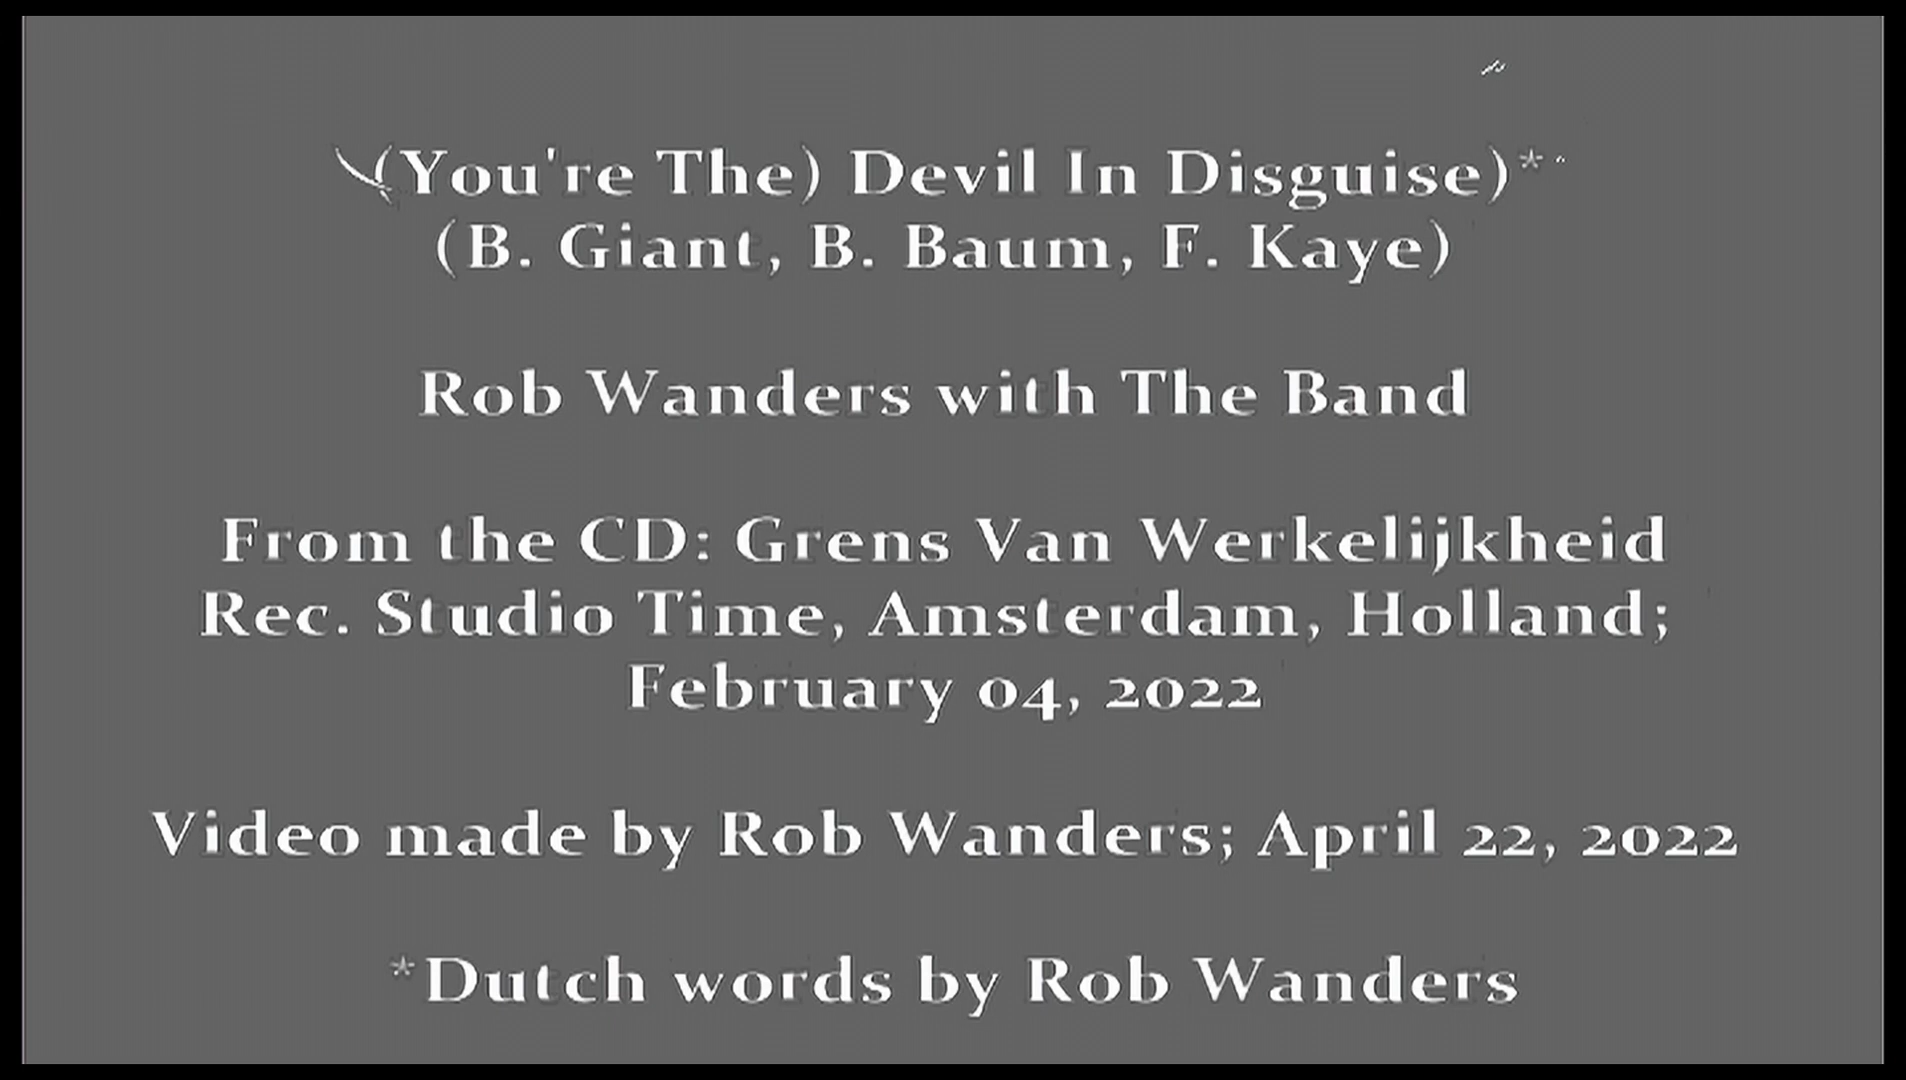 (You're The) Devil In Disguise)*
(B. Giant, B. Baum, F. Kaye)
Rob Wanders with The Band
From the CD: Grens Van Werkelijkheid
Rec. Studio Time, Amsterdam, Holland;
February 04, 2022
Video made by Rob Wanders; April 22, 2022
*Dutch words by Rob Wanders